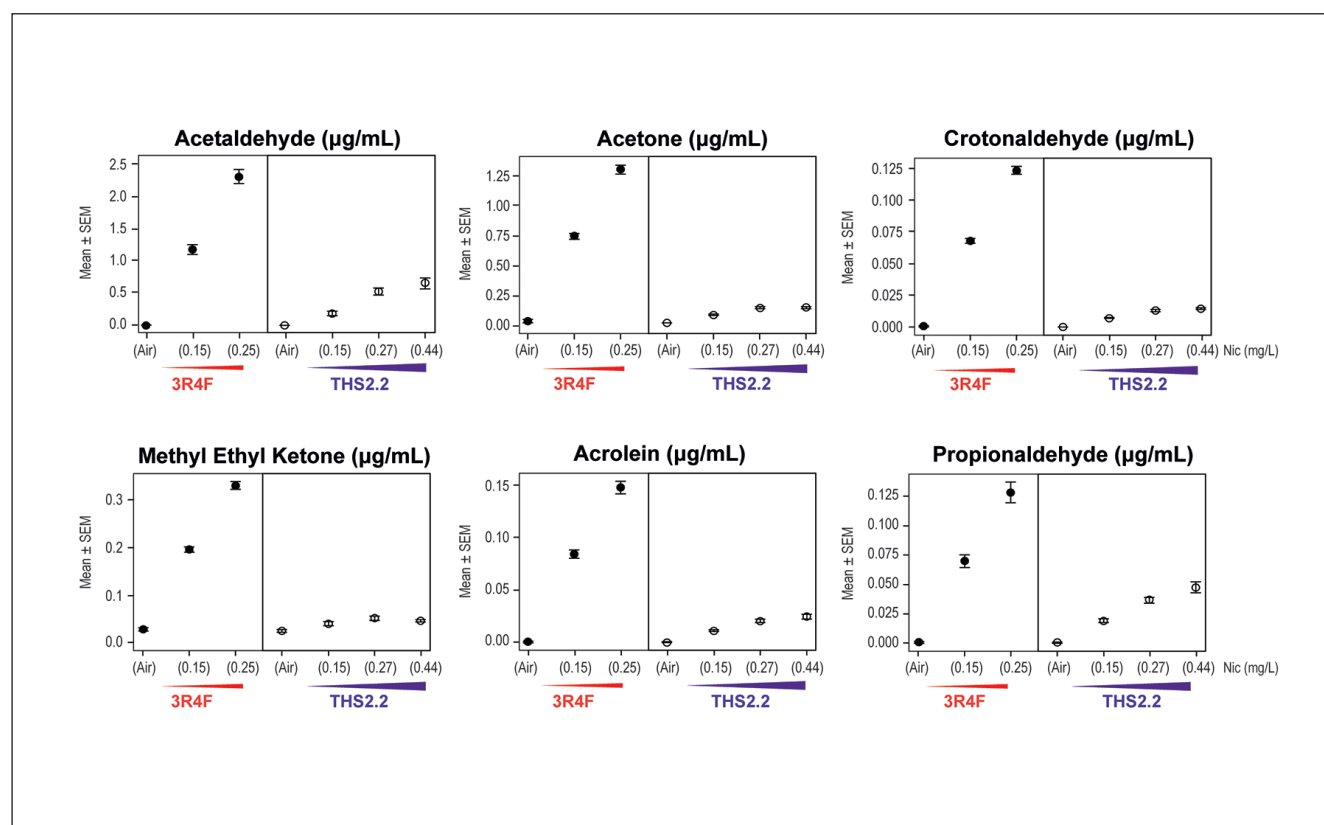 Acetaldehyde (µg/mL)
Mean ± SEM
2.5
2.0
1.5
1.0
0.5
0.0
(Air) (0.15) (0.25) (Air) (0.15) (0.27) (0.44)
3R4F THS2.2
Acetone (µg/mL)
Mean ± SEM
1.25
0.75
0.50
0.25
0.00
(Air) (0.15) (0.25) (Air) (0.15) (0.27) (0.44)
3R4F THS2.2
Crotonaldehyde (µg/mL)
Mean ± SEM
0.125
0.100
0.075
0.050
0.025
0.000
(Air) (0.15) (0.25) (Air) (0.15) (0.27) (0.44) Nic (mg/L)
3R4F THS2.2
Methyl Ethyl Ketone (µg/mL)
Mean ± SEM
0.3
0.2
0.1
0.0
(Air) (0.15) (0.25) (Air) (0.15) (0.27) (0.44)
3R4F THS2.2
Acrolein (µg/mL)
Mean ± SEM
0.15
0.10
0.05
0.00
(Air) (0.15) (0.25) (Air) (0.15) (0.27) (0.44)
3R4F THS2.2
Propionaldehyde (µg/mL)
Mean ± SEM
0.125
0.100
0.075
0.050
0.025
0.000
(Air) (0.15) (0.25) (Air) (0.15) (0.27) (0.44) Nic (mg/L)
3R4F THS2.2